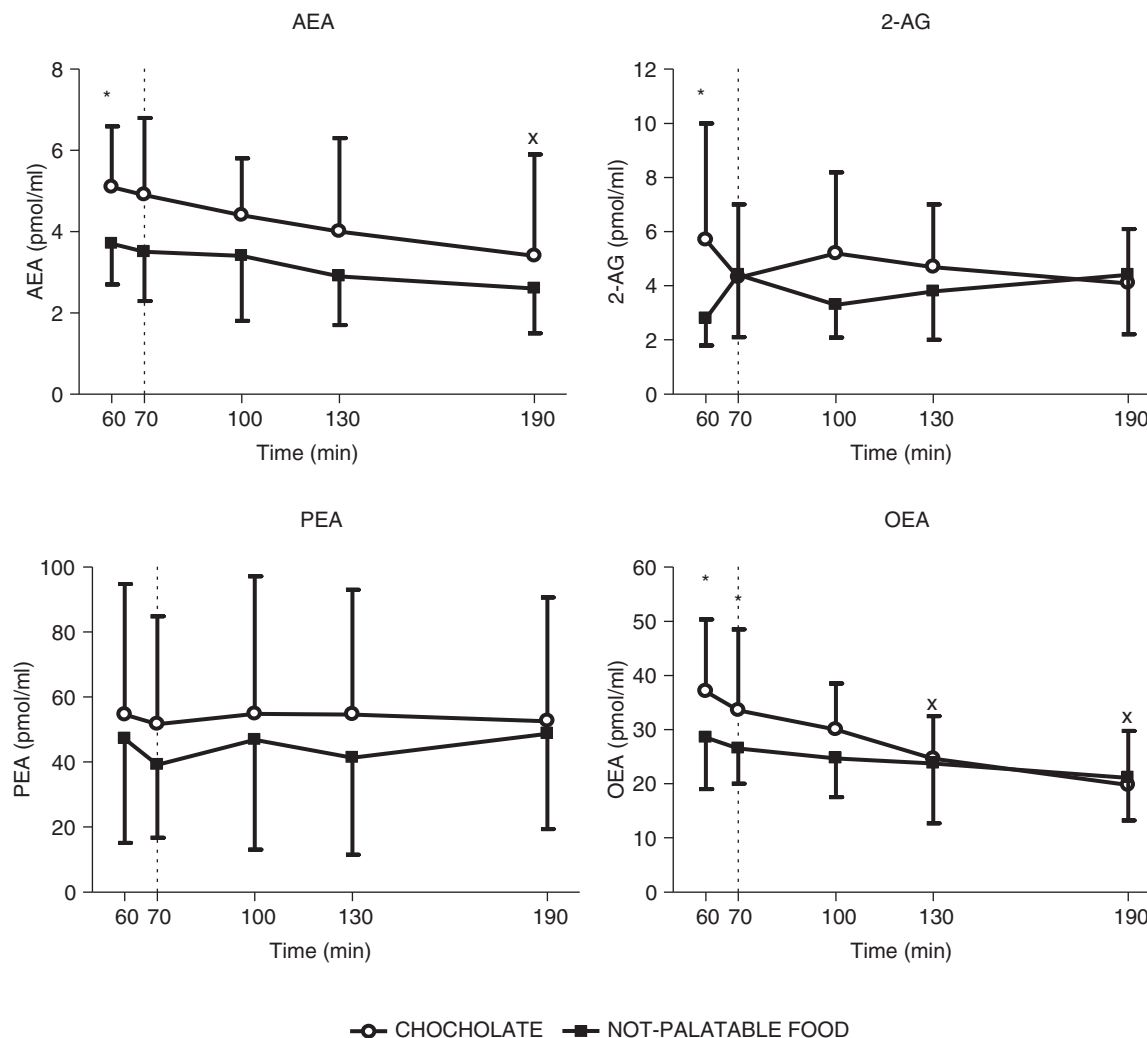 AEA
8
6
4
2
0
AEA (pmol/ml)
*
x
60 70 100 130 190
Time (min)
2-AG
12
10
8
6
4
2
0
2-AG (pmol/ml)
*
60 70 100 130 190
Time (min)
PEA
100
80
60
40
20
0
PEA (pmol/ml)
60 70 100 130 190
Time (min)
OEA
60
50
40
30
20
10
0
OEA (pmol/ml)
*
*
x
x
60 70 100 130 190
Time (min)
CHOCHOLATE NOT-PALATABLE FOOD